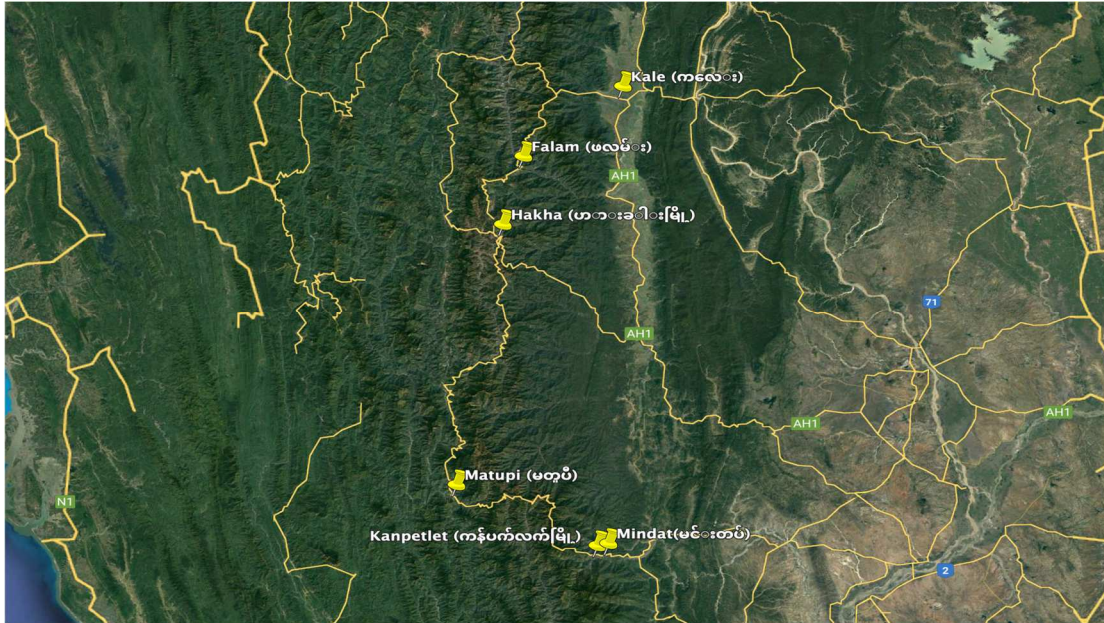 Kale (ကလေး)
Falam (ဖလမ်း)
AH1
Hakha (ဟားခါးမြို့)
71
AH1
AH1
AH1
Matupi (မတူပီ)
N1
Kanpetlet (ကန်ပက်လက်မြို့)
Mindat(မင်းတပ်)
2